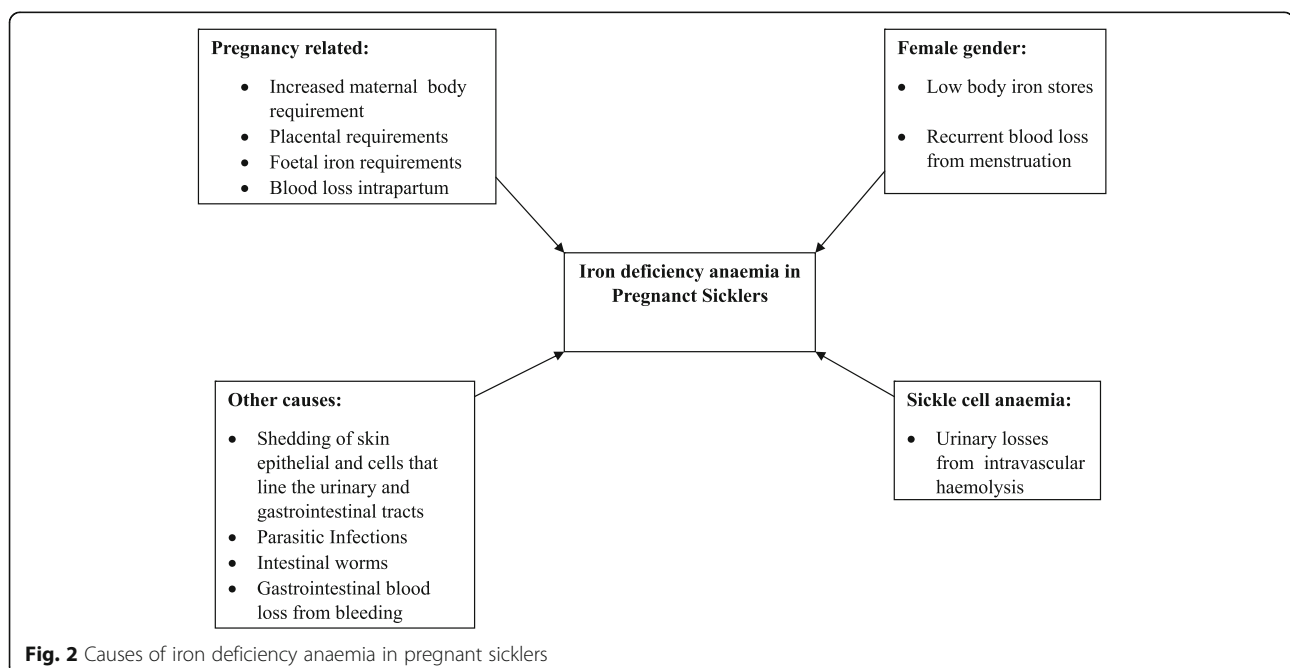 Pregnancy related:
• Increased maternal body
requirement
• Placental requirements
• Foetal iron requirements
• Blood loss intrapartum
Female gender:
• Low body iron stores
• Recurrent blood loss
from menstruation
Iron deficiency anaemia in
Pregnanct Sicklers
Other causes:
• Shedding of skin
epithelial and cells that
line the urinary and
gastrointestinal tracts
• Parasitic Infections
• Intestinal worms
• Gastrointestinal blood
loss from bleeding
Sickle cell anaemia:
• Urinary losses
from intravascular
haemolysis
Fig. 2 Causes of iron deficiency anaemia in pregnant sicklers